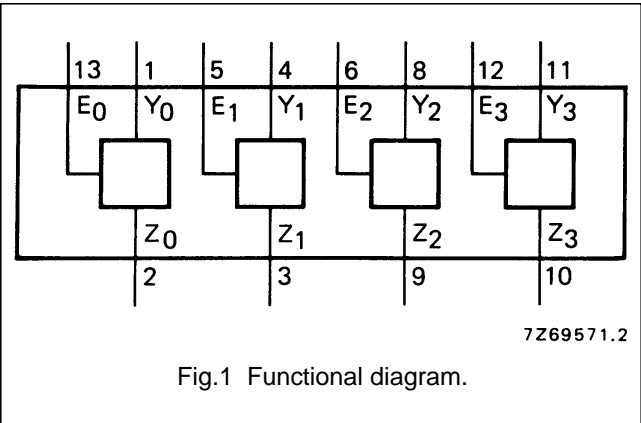 13 1 5 4 6 8 12 11
E0 Y0 E1 Y1 E2 Y2 E3 Y3
Z0 Z1 Z2 Z3
2 3 9 10
7Z69571.2
Fig.1 Functional diagram.